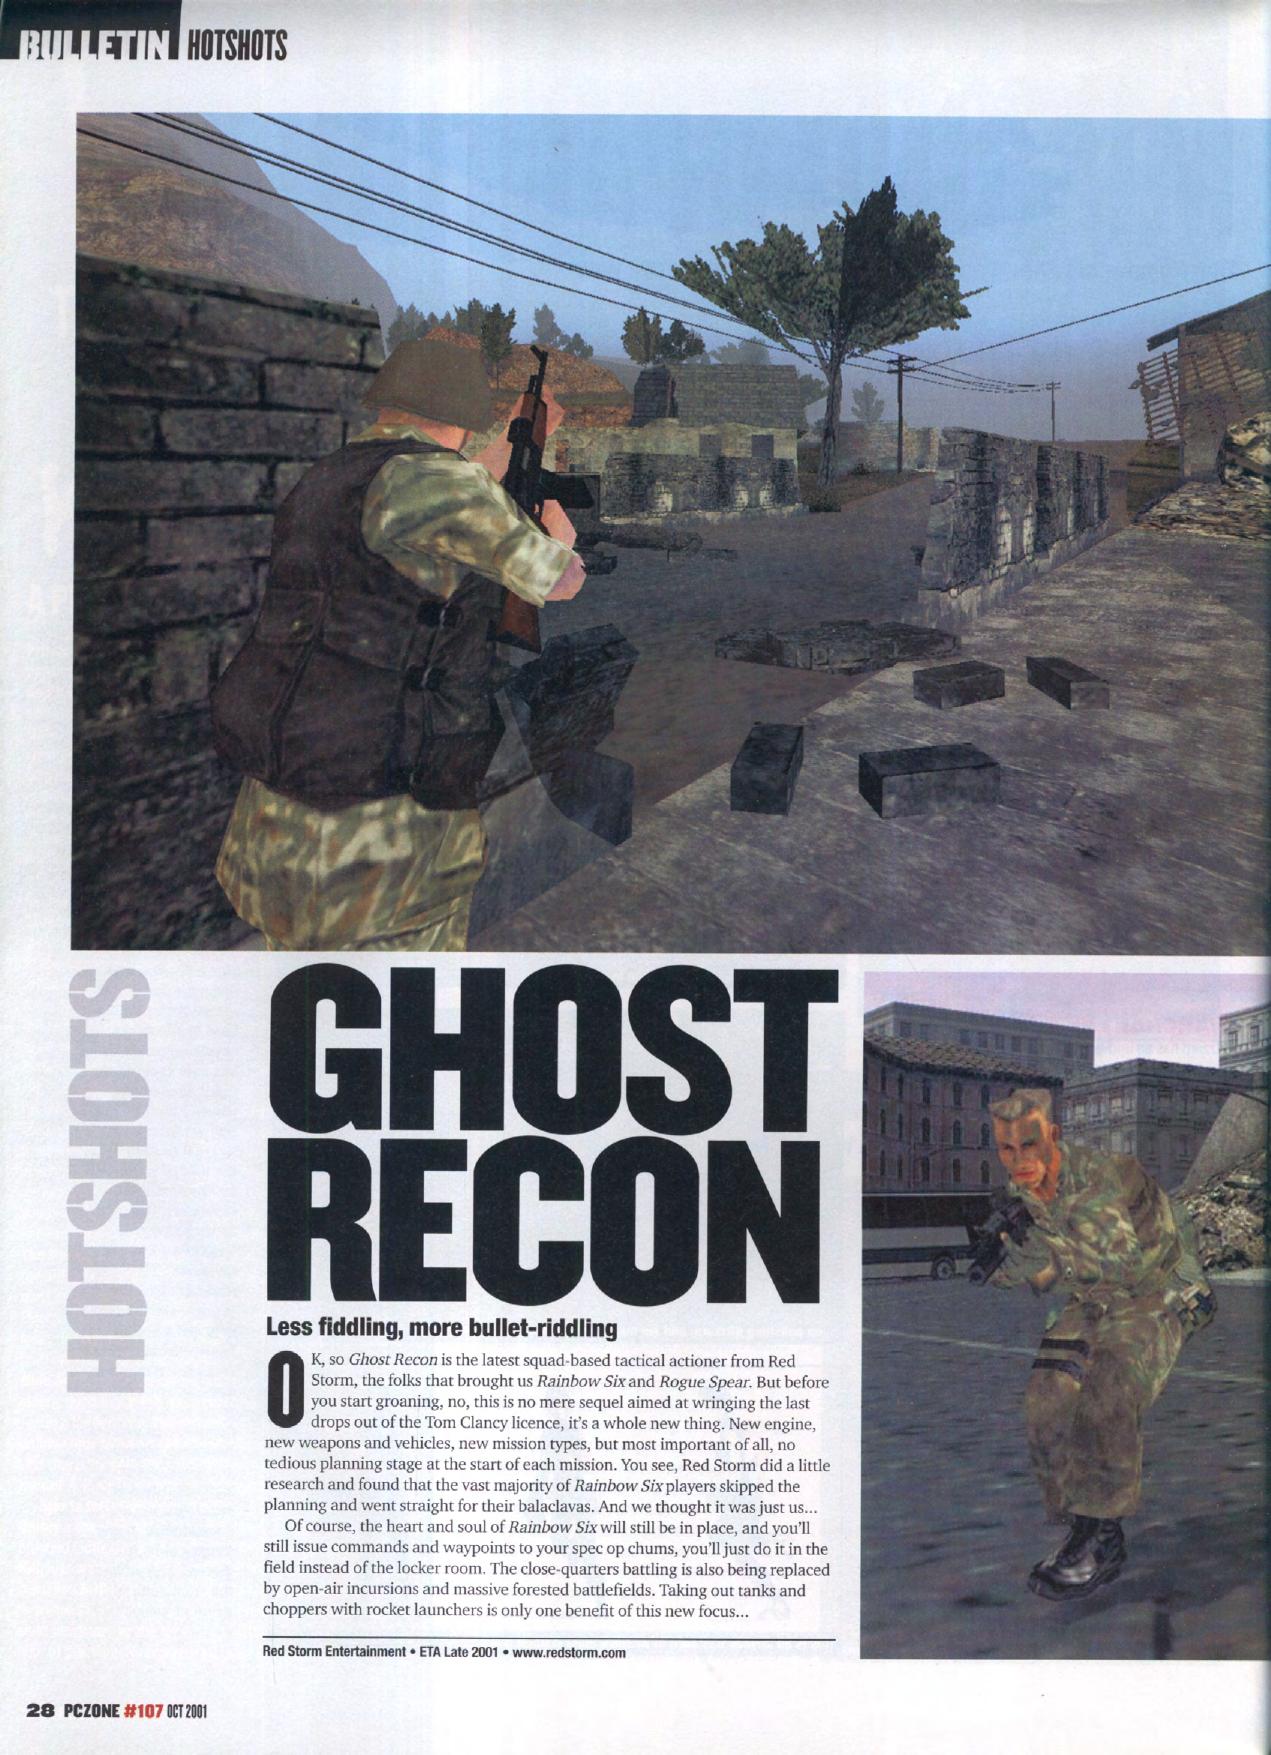 BULLETIN HOTSHOTS
HOTSHOTS
GHOST
RECON
Less fiddling, more bullet-riddling
OK, so Ghost Recon is the latest squad-based tactical actioner from Red
Storm, the folks that brought us Rainbow Six and Rogue Spear. But before
you start groaning, no, this is no mere sequel aimed at wringing the last
drops out of the Tom Clancy licence, it's a whole new thing. New engine,
new weapons and vehicles, new mission types, but most important of all, no
tedious planning stage at the start of each mission. You see, Red Storm did a little
research and found that the vast majority of Rainbow Six players skipped the
planning and went straight for their balaclavas. And we thought it was just us...
Of course, the heart and soul of Rainbow Six will still be in place, and you'll
still issue commands and waypoints to your spec op chums, you'll just do it in the
field instead of the locker room. The close-quarters battling is also being replaced
by open-air incursions and massive forested battlefields. Taking out tanks and
choppers with rocket launchers is only one benefit of this new focus...
Red Storm Entertainment • ETA Late 2001 • www.redstorm.com
28 PCZONE #107 OCT 2001